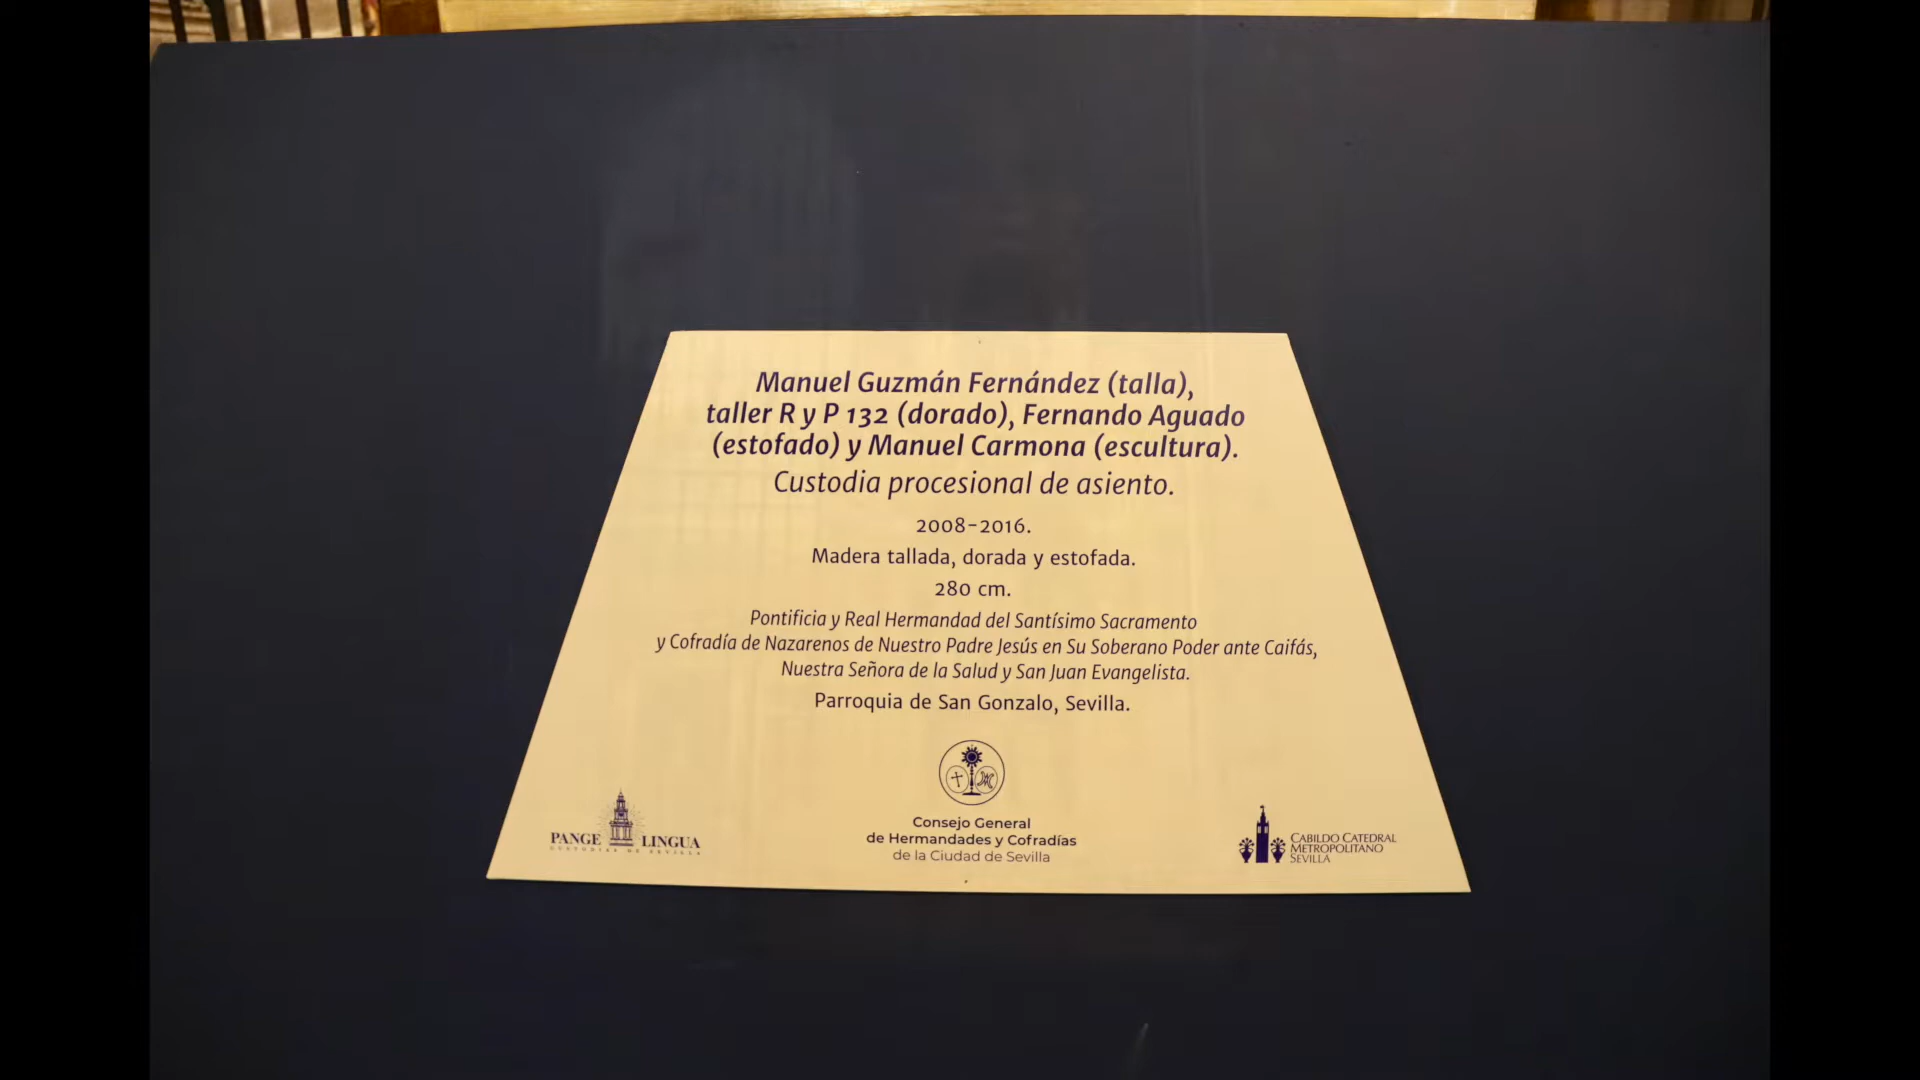 Manuel Guzmán Fernández (talla),
taller R y P 132 (dorado), Fernando Aguado
(estofado) y Manuel Carmona (escultura).
Custodia procesional de asiento.
2008-2016.
Madera tallada, dorada y estofada.
280 cm.
Pontificia y Real Hermandad del Santísimo Sacramento
y Cofradía de Nazarenos de Nuestro Padre Jesús en Su Soberano Poder ante Caifás,
Nuestra Señora de la Salud y San Juan Evangelista.
Parroquia de San Gonzalo, Sevilla.
PANGE LINGUA
CUSTODIAS DE SEVILLA
Consejo General
de Hermandades y Cofradías
de la Ciudad de Sevilla
CABILDO CATEDRAL
METROPOLITANO
SEVILLA